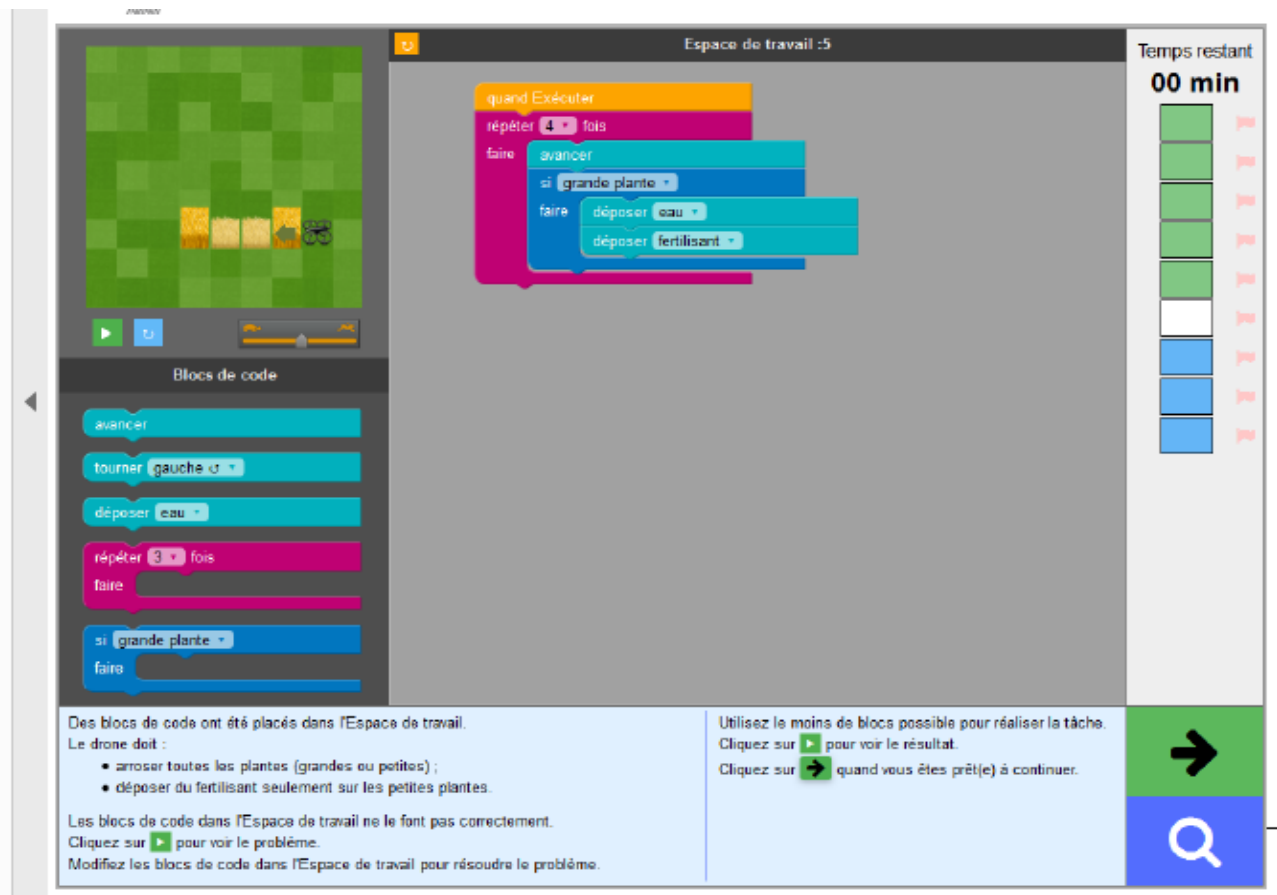 Espace de travail :5
Temps restant
00 min
quand Exécuter
répéter 4 fois
faire
avancer
si grande plante
faire
déposer eau
déposer fertilisant
Blocs de code
avancer
tourner gauche ↺
déposer eau
répéter 3 fois
faire
si grande plante
faire
Des blocs de code ont été placés dans l'Espace de travail.
Le drone doit :
• arroser toutes les plantes (grandes ou petites) ;
• déposer du fertilisant seulement sur les petites plantes.
Les blocs de code dans l'Espace de travail ne le font pas correctement.
Cliquez sur pour voir le problème.
Modifiez les blocs de code dans l'Espace de travail pour résoudre le problème.
Utilisez le moins de blocs possible pour réaliser la tâche.
Cliquez sur pour voir le résultat.
Cliquez sur quand vous êtes prêt(e) à continuer.